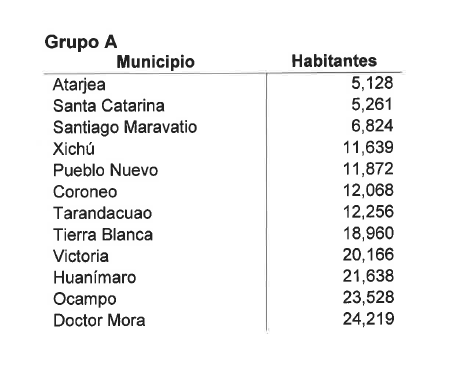 Grupo A
Municipio Habitantes
Atarjea 5,128
Santa Catarina 5,261
Santiago Maravatio 6,824
Xichú 11,639
Pueblo Nuevo 11,872
Coroneo 12,068
Tarandacuao 12,256
Tierra Blanca 18,960
Victoria 20,166
Huanímaro 21,638
Ocampo 23,528
Doctor Mora 24,219